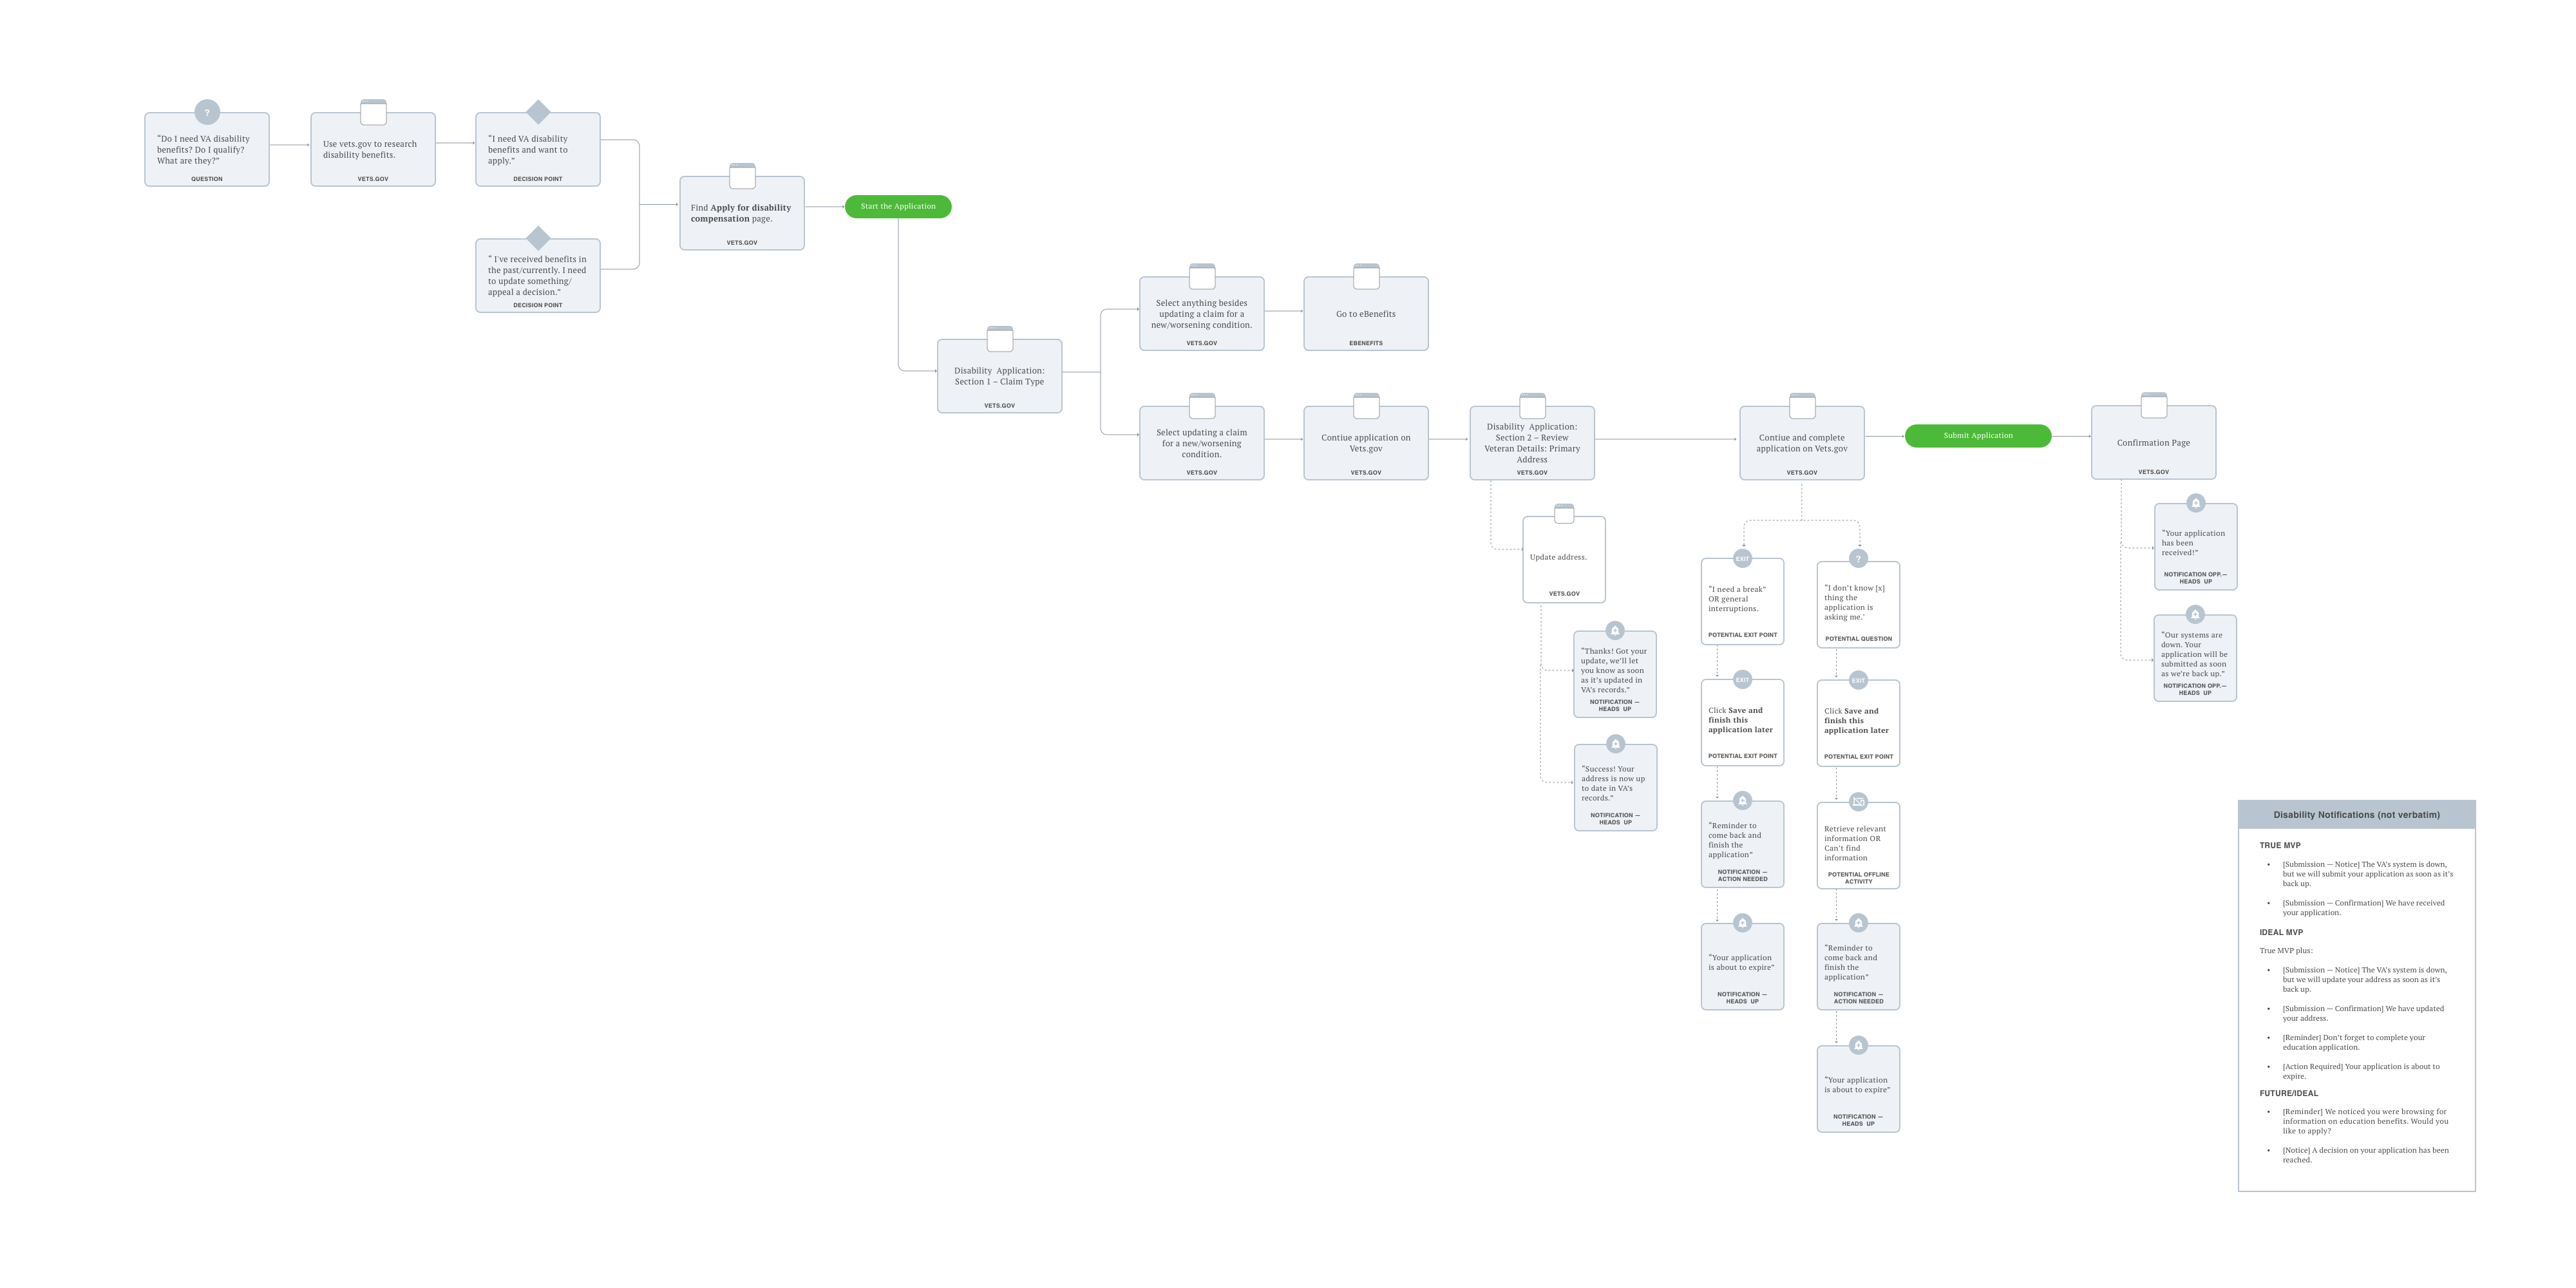 ?
“Do I need VA disability
benefits? Do I qualify?
What are they?”
QUESTION
Use vets.gov to research
disability benefits.
VETS.GOV
“I need VA disability
benefits and want to
apply.”
DECISION POINT
“ I've received benefits in
the past/currently. I need
to update something/
appeal a decision.”
DECISION POINT
Find Apply for disability
compensation page.
VETS.GOV
Start the Application
Disability Application:
Section 1 – Claim Type
VETS.GOV
Select anything besides
updating a claim for a
new/worsening condition.
VETS.GOV
Go to eBenefits
EBENEFITS
Select updating a claim
for a new/worsening
condition.
VETS.GOV
Contiue application on
Vets.gov
VETS.GOV
Disability Application:
Section 2 – Review
Veteran Details: Primary
Address
VETS.GOV
Update address.
VETS.GOV
“Thanks! Got your
update, we’ll let
you know as soon
as it’s updated in
VA’s records.”
NOTIFICATION —
HEADS UP
“Success! Your
address is now up
to date in VA’s
records.”
NOTIFICATION —
HEADS UP
Contiue and complete
application on Vets.gov
VETS.GOV
EXIT
“I need a break”
OR general
interruptions.
POTENTIAL EXIT POINT
EXIT
Click Save and
finish this
application later
POTENTIAL EXIT POINT
“Reminder to
come back and
finish the
application”
NOTIFICATION —
ACTION NEEDED
“Your application
is about to expire”
NOTIFICATION —
HEADS UP
?
“I don’t know [x]
thing the
application is
asking me.’
POTENTIAL QUESTION
EXIT
Click Save and
finish this
application later
POTENTIAL EXIT POINT
Retrieve relevant
information OR
Can’t find
information
POTENTIAL OFFLINE
ACTIVITY
“Reminder to
come back and
finish the
application”
NOTIFICATION —
ACTION NEEDED
“Your application
is about to expire”
NOTIFICATION —
HEADS UP
Submit Application
Confirmation Page
VETS.GOV
“Your application
has been
received!”
NOTIFICATION OPP.—
HEADS UP
“Our systems are
down. Your
application will be
submitted as soon
as we’re back up.”
NOTIFICATION OPP.—
HEADS UP
Disability Notifications (not verbatim)
TRUE MVP
• [Submission — Notice] The VA’s system is down,
but we will submit your application as soon as it’s
back up.
• [Submission — Confirmation] We have received
your application.
IDEAL MVP
True MVP plus:
• [Submission — Notice] The VA’s system is down,
but we will update your address as soon as it’s
back up.
• [Submission — Confirmation] We have updated
your address.
• [Reminder] Don’t forget to complete your
education application.
• [Action Required] Your application is about to
expire.
FUTURE/IDEAL
• [Reminder] We noticed you were browsing for
information on education benefits. Would you
like to apply?
• [Notice] A decision on your application has been
reached.